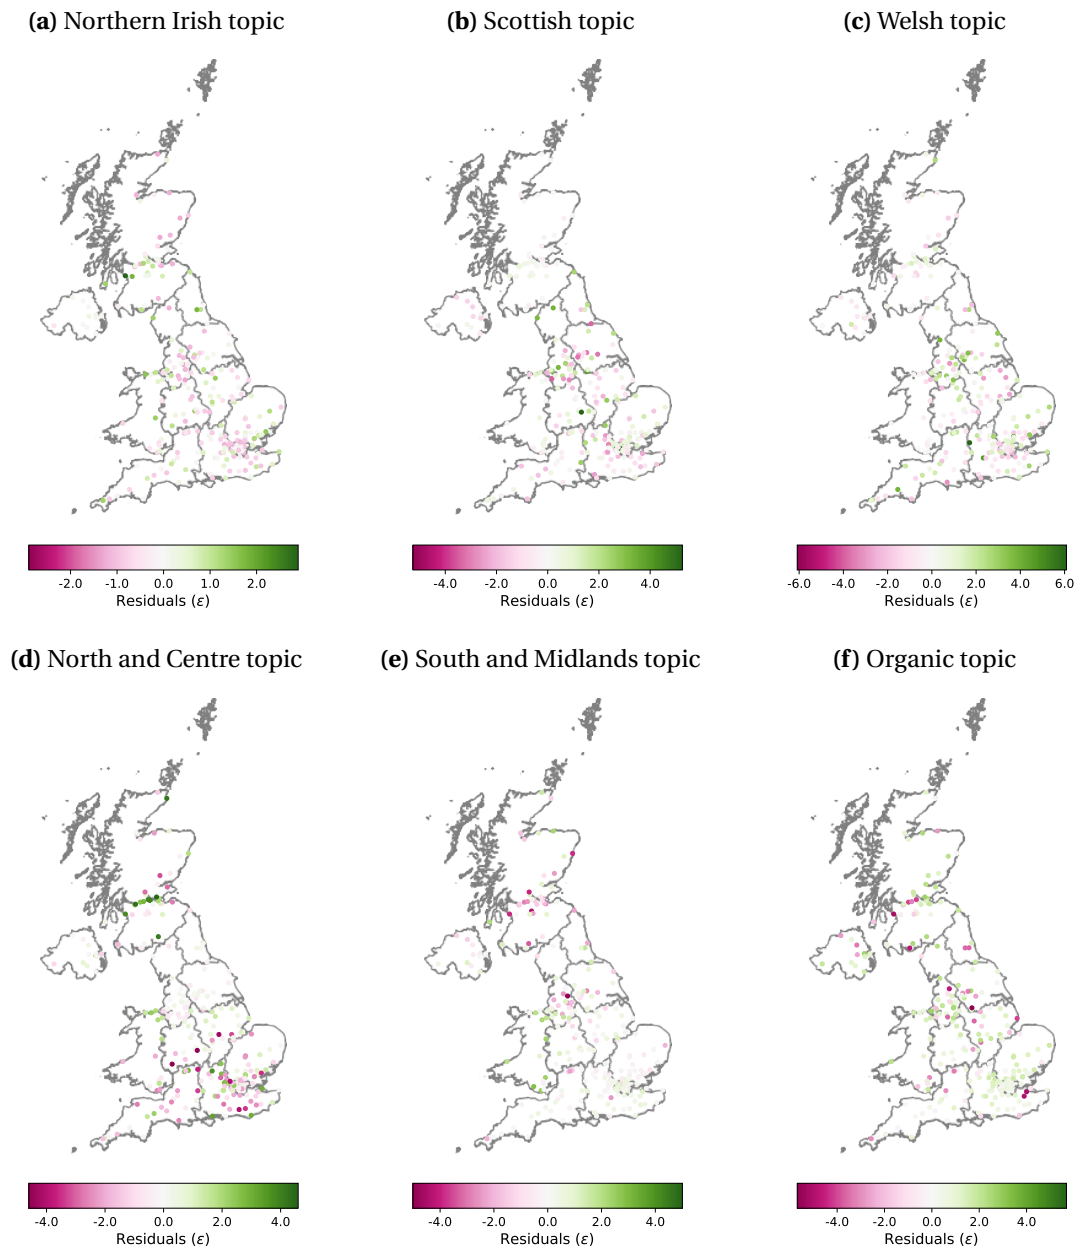 (a) Northern Irish topic
(b) Scottish topic
(c) Welsh topic
-2.0 -1.0 0.0 1.0 2.0
Residuals (ε)
-4.0 -2.0 0.0 2.0 4.0
Residuals (ε)
-6.0 -4.0 -2.0 0.0 2.0 4.0 6.0
Residuals (ε)
(d) North and Centre topic
(e) South and Midlands topic
(f) Organic topic
-4.0 -2.0 0.0 2.0 4.0
Residuals (ε)
-4.0 -2.0 0.0 2.0 4.0
Residuals (ε)
-4.0 -2.0 0.0 2.0 4.0
Residuals (ε)